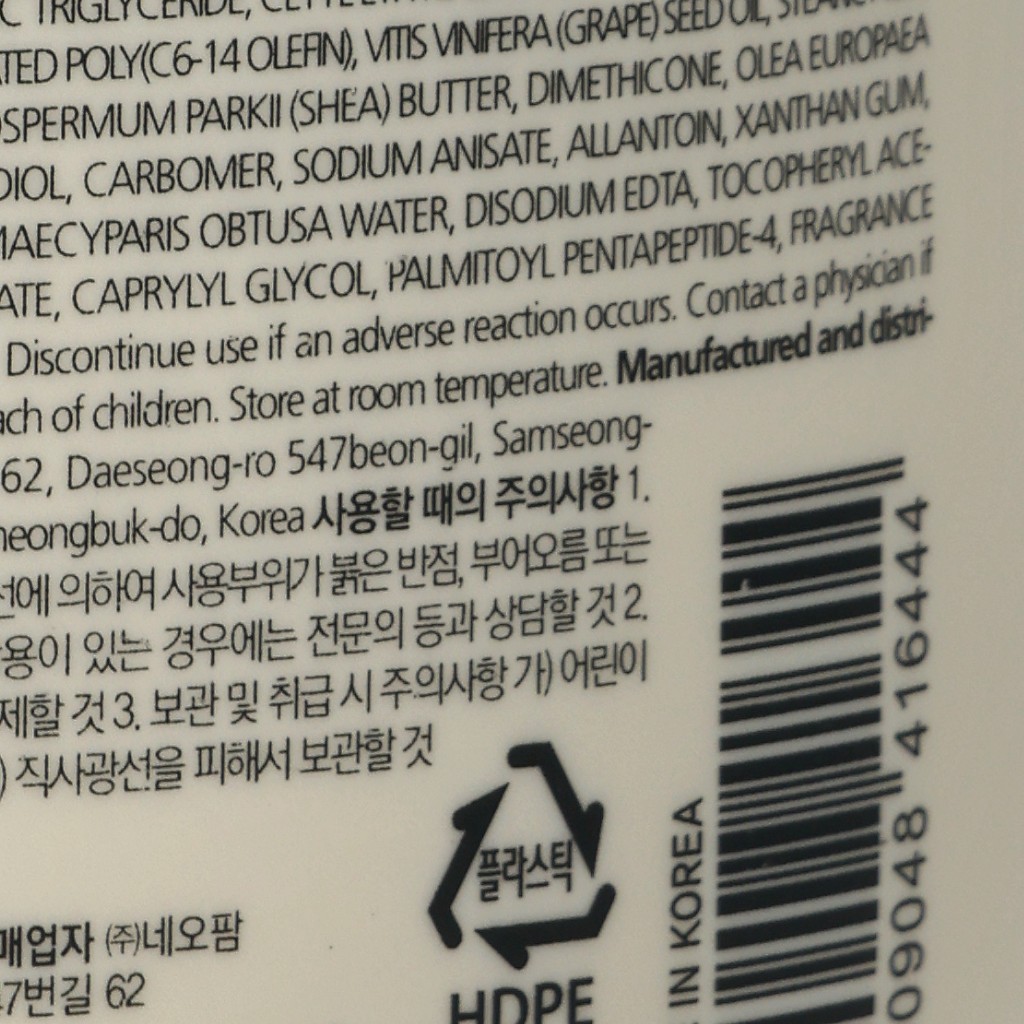 C TRIGLYCERIDE,
TED POLY(C6-14 OLEFIN), VITIS VINIFERA (GRAPE) SEED OIL,
OSPERMUM PARKII (SHEA) BUTTER, DIMETHICONE, OLEA EUROPAEA
DIOL, CARBOMER, SODIUM ANISATE, ALLANTOIN, XANTHAN GUM,
MAECYPARIS OBTUSA WATER, DISODIUM EDTA, TOCOPHERYL ACE-
ATE, CAPRYLYL GLYCOL, PALMITOYL PENTAPEPTIDE-4, FRAGRANCE
Discontinue use if an adverse reaction occurs. Contact a physician if
ach of children. Store at room temperature. Manufactured and distri-
62, Daeseong-ro 547beon-gil, Samseong-
heongbuk-do, Korea 사용할 때의 주의사항 1.
선에 의하여 사용부위가 붉은 반점, 부어오름 또는
용이 있는 경우에는 전문의 등과 상담할 것 2.
제할 것 3. 보관 및 취급 시 주의사항 가) 어린이
) 직사광선을 피해서 보관할 것
플라스틱
HDPE
매업자 (주)네오팜
47번길 62
IN KOREA
09048 416444